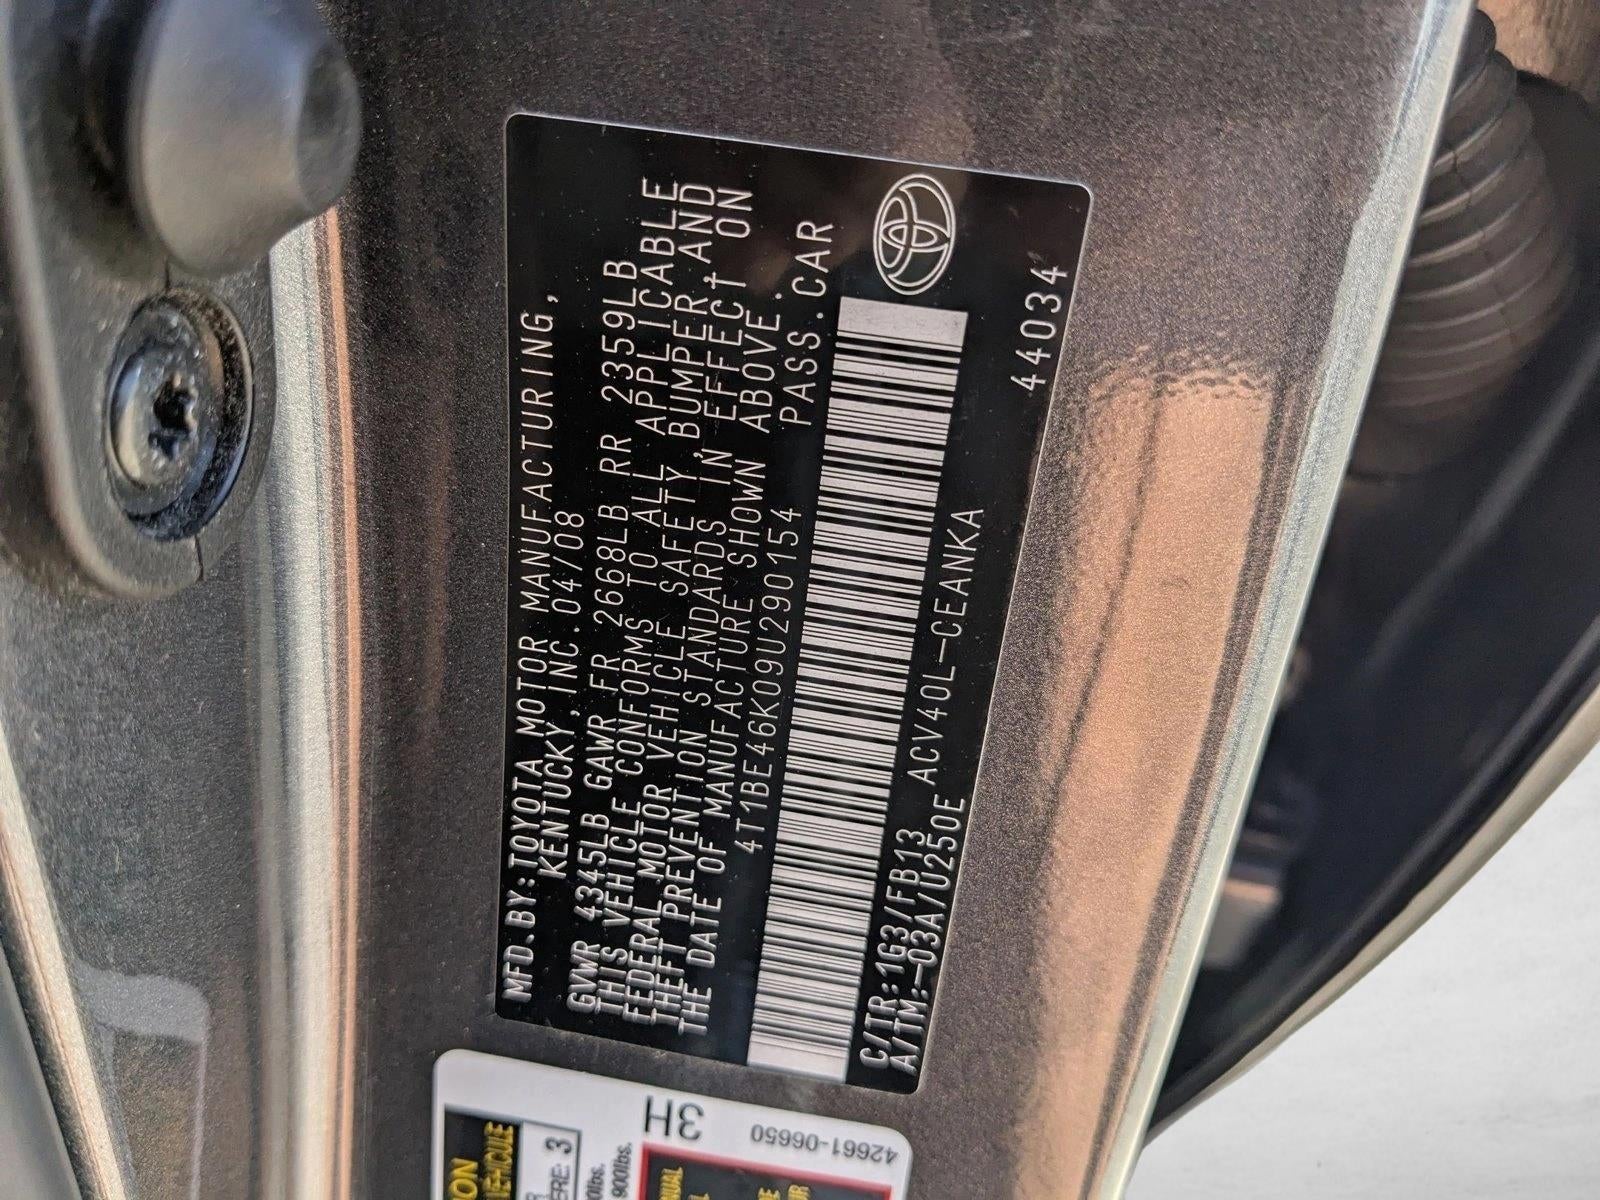 MFD.BY:TOYOTA MOTOR MANUFACTURING,
KENTUCKY, INC.04/08
GVWR 4345LB GAWR FR 2668LB RR 2359LB
THIS VEHICLE CONFORMS TO ALL APPLICABLE
FEDERAL MOTOR VEHICLE SAFETY,BUMPER,AND
THEFT PREVENTION STANDARDS IN EFFECT ON
THE DATE OF MANUFACTURE SHOWN ABOVE.
4T1BE46K09U290154 PASS.CAR
C/TR:1G3/FB13 ACV40L-CEANKA
A/TM:-03A/U250E 44034
42661-06650
3H